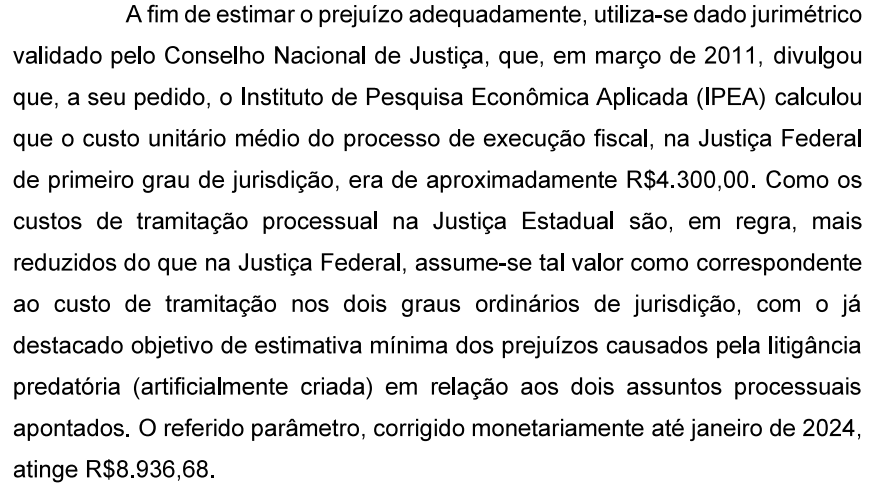 A fim de estimar o prejuízo adequadamente, utiliza-se dado jurimétrico
validado pelo Conselho Nacional de Justiça, que, em março de 2011, divulgou
que, a seu pedido, o Instituto de Pesquisa Econômica Aplicada (IPEA) calculou
que o custo unitário médio do processo de execução fiscal, na Justiça Federal
de primeiro grau de jurisdição, era de aproximadamente R$4.300,00. Como os
custos de tramitação processual na Justiça Estadual são, em regra, mais
reduzidos do que na Justiça Federal, assume-se tal valor como correspondente
ao custo de tramitação nos dois graus ordinários de jurisdição, com o já
destacado objetivo de estimativa mínima dos prejuízos causados pela litigância
predatória (artificialmente criada) em relação aos dois assuntos processuais
apontados. O referido parâmetro, corrigido monetariamente até janeiro de 2024,
atinge R$8.936,68.